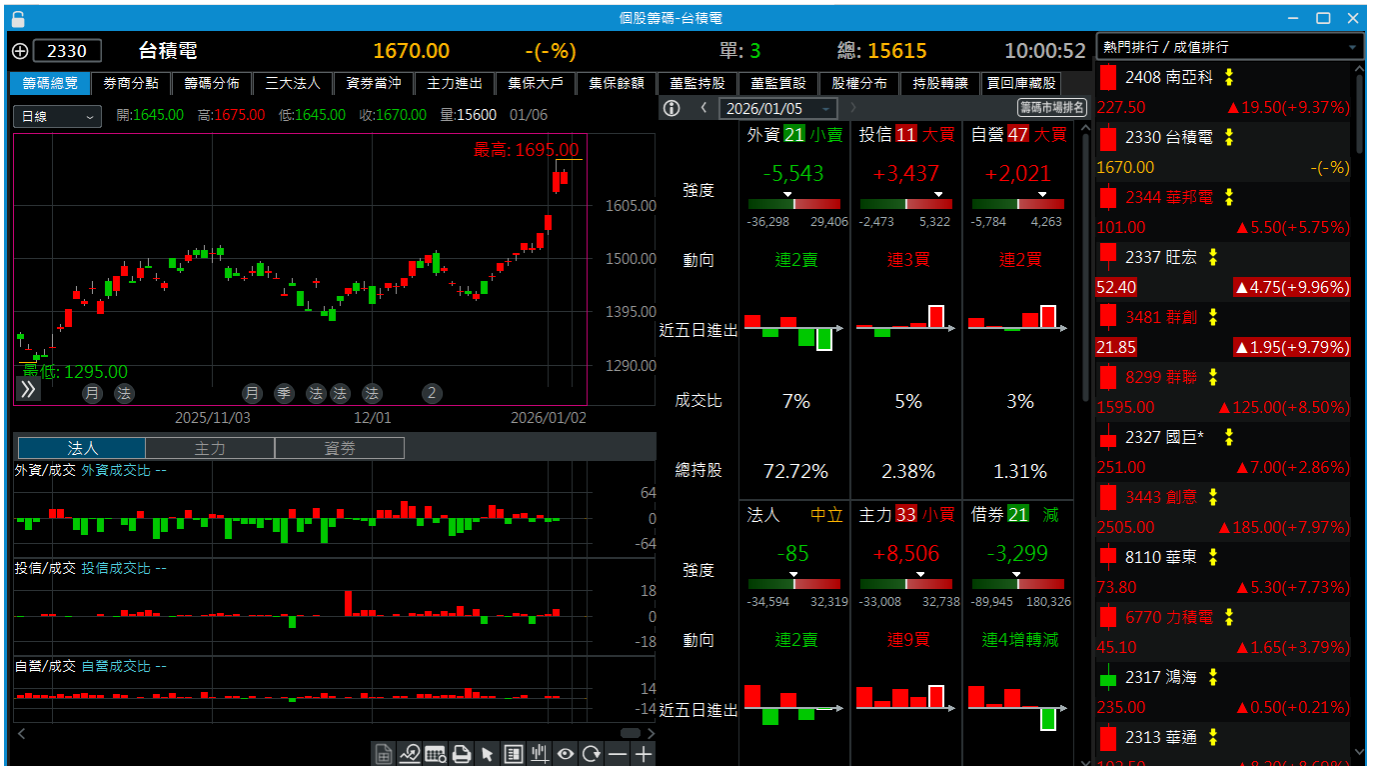 個股籌碼-台積電
2330 台積電 1670.00 -(-%) 單: 3 總: 15615 10:00:52
籌碼總覽 券商分點 籌碼分佈 三大法人 資券當沖 主力進出 集保大戶 集保餘額 董監持股 董監質設 股權分布 持股轉讓 買回庫藏股
日線 開:1645.00 高:1675.00 低:1645.00 收:1670.00 量:15600 01/06
最高: 1695.00
1605.00
1500.00
1395.00
1290.00
最低: 1295.00
月 法 月 季 法 法 法 2
2025/11/03 12/01 2026/01/02
法人 主力 資券
外資/成交 外資成交比 --
64
0
-64
投信/成交 投信成交比 --
18
0
-18
自營/成交 自營成交比 --
14
-14
2026/01/05 籌碼市場排名
外資 21 小賣 投信 11 大買 自營 47 大買
強度 -5,543 +3,437 +2,021
-36,298 29,406 -2,473 5,322 -5,784 4,263
動向 連2賣 連3買 連2買
近五日進出
成交比 7% 5% 3%
總持股 72.72% 2.38% 1.31%
法人 中立 主力 33 小買 借券 21 減
強度 -85 +8,506 -3,299
-34,594 32,319 -33,008 32,738 -89,945 180,326
動向 連2賣 連9買 連4增轉減
近五日進出
熱門排行 / 成值排行
2408 南亞科
227.50 ▲19.50(+9.37%)
2330 台積電
1670.00 -(-%)
2344 華邦電
101.00 ▲5.50(+5.75%)
2337 旺宏
52.40 ▲4.75(+9.96%)
3481 群創
21.85 ▲1.95(+9.79%)
8299 群聯
1595.00 ▲125.00(+8.50%)
2327 國巨*
251.00 ▲7.00(+2.86%)
3443 創意
2505.00 ▲185.00(+7.97%)
8110 華東
73.80 ▲5.30(+7.73%)
6770 力積電
45.10 ▲1.65(+3.79%)
2317 鴻海
235.00 ▲0.50(+0.21%)
2313 華通